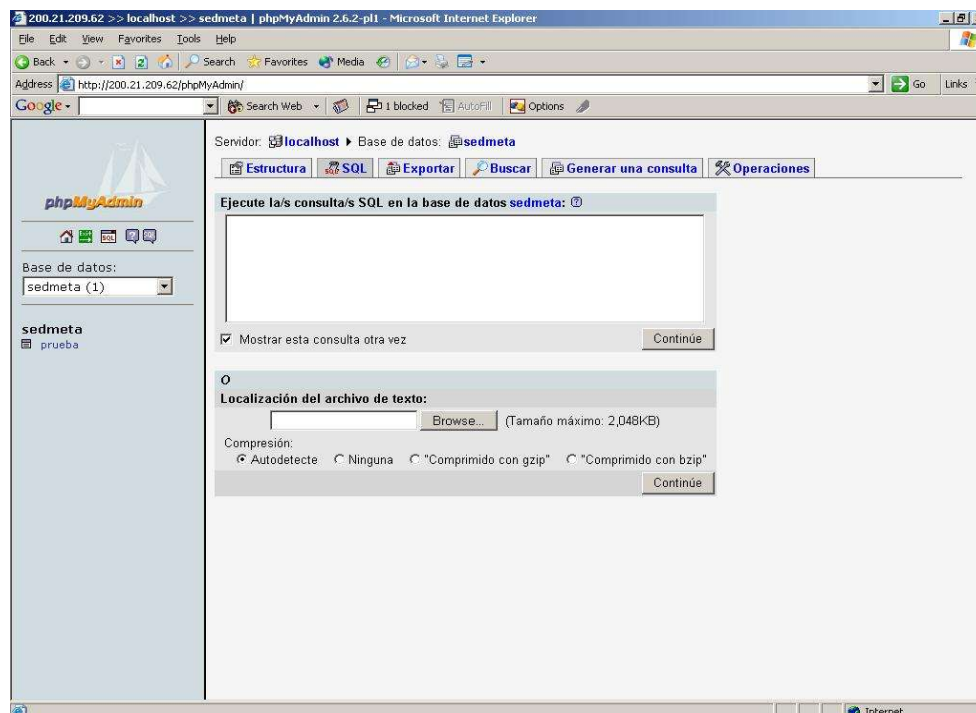 200.21.209.62 >> localhost >> sedmeta | phpMyAdmin 2.6.2-pl1 - Microsoft Internet Explorer
File Edit View Favorites Tools Help
Back Search Favorites Media
Address http://200.21.209.62/phpMyAdmin/ Go Links
Google Search Web 1 blocked AutoFill Options
phpMyAdmin
SQL
Base de datos:
sedmeta (1)
sedmeta
prueba
Servidor: localhost Base de datos: sedmeta
Estructura SQL Exportar Buscar Generar una consulta Operaciones
Ejecute la/s consulta/s SQL en la base de datos sedmeta:
Mostrar esta consulta otra vez Continúe
O
Localización del archivo de texto:
Browse... (Tamaño máximo: 2,048KB)
Compresión:
Autodetecte Ninguna "Comprimido con gzip" "Comprimido con bzip"
Continúe
Internet